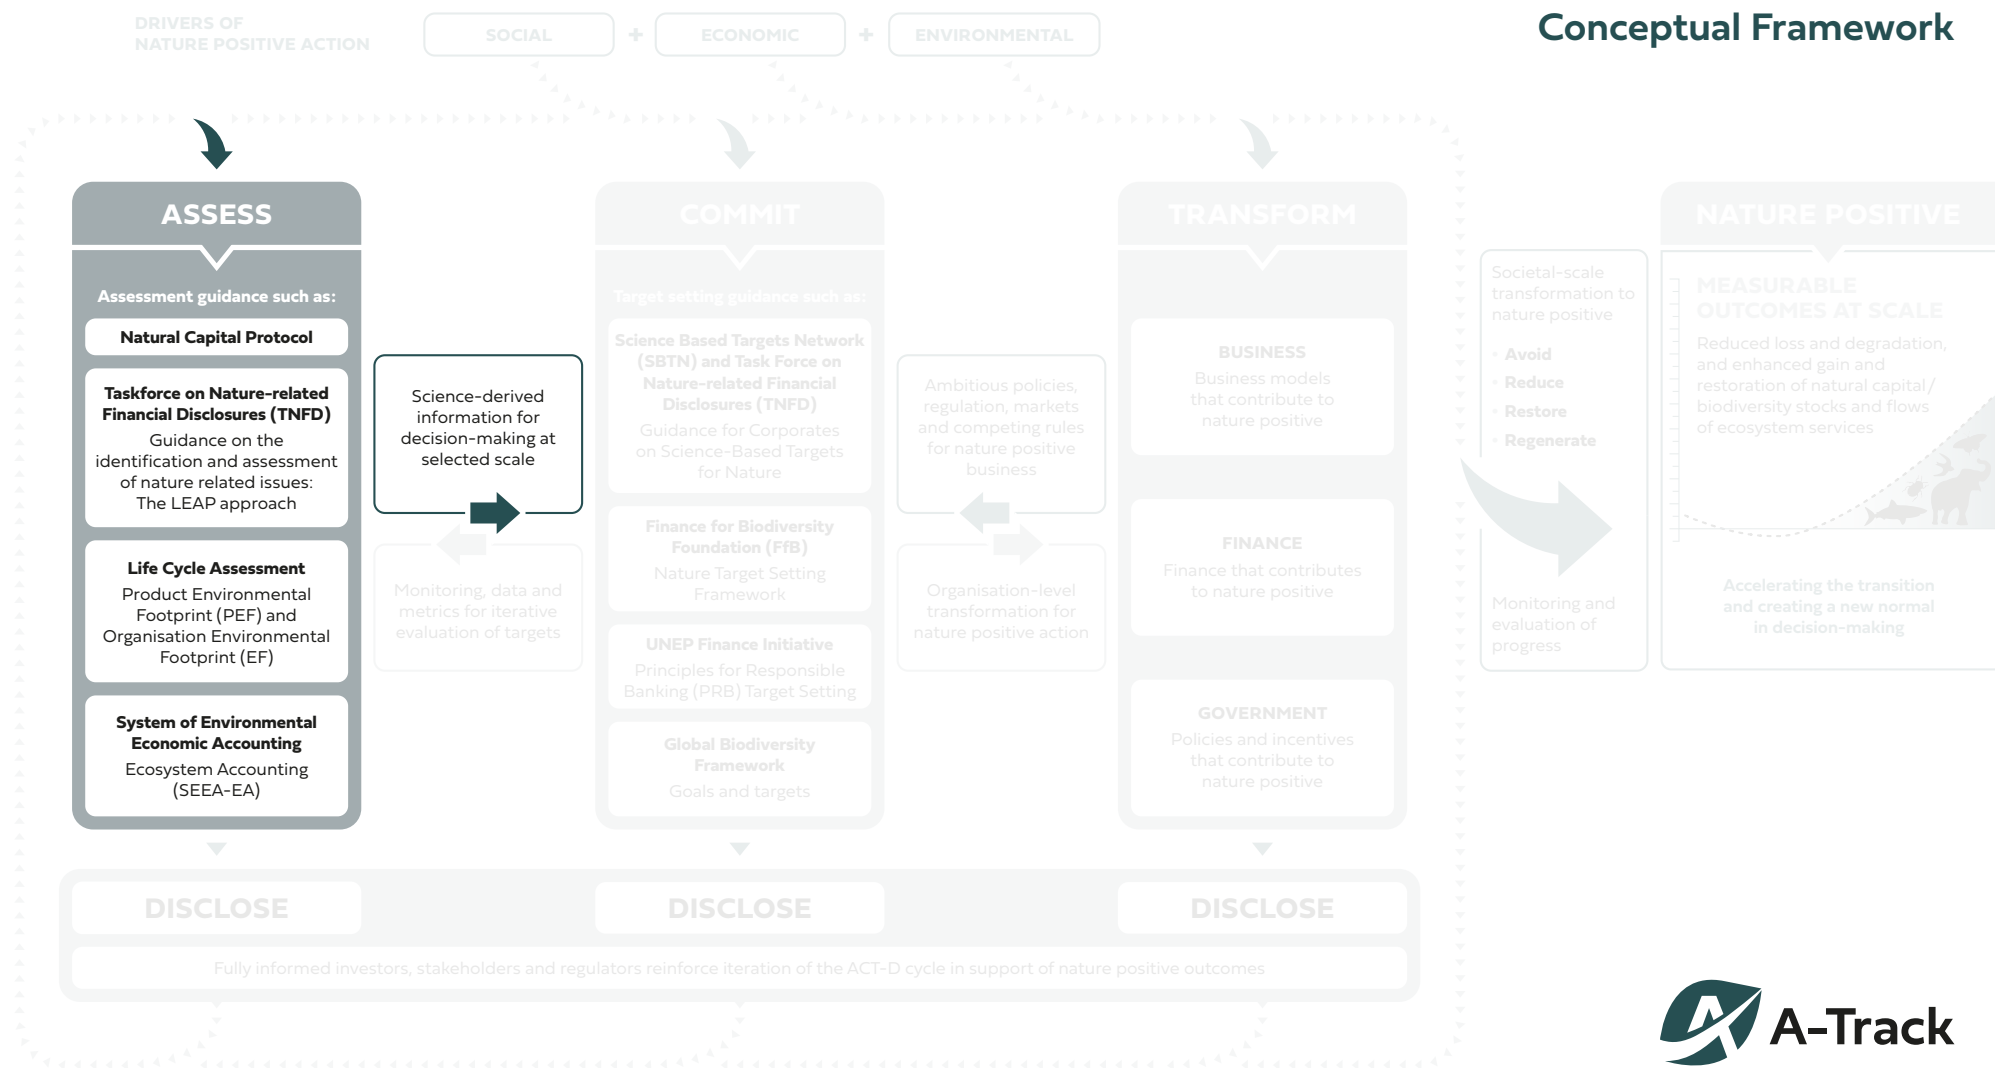 DRIVERS OF
NATURE POSITIVE ACTION
SOCIAL
+
ECONOMIC
+
ENVIRONMENTAL
Conceptual Framework
ASSESS
Assessment guidance such as:
Natural Capital Protocol
Taskforce on Nature-related
Financial Disclosures (TNFD)
Guidance on the
identification and assessment
of nature related issues:
The LEAP approach
Life Cycle Assessment
Product Environmental
Footprint (PEF) and
Organisation Environmental
Footprint (EF)
System of Environmental
Economic Accounting
Ecosystem Accounting
(SEEA-EA)
Science-derived
information for
decision-making at
selected scale
Monitoring, data and
metrics for iterative
evaluation of targets
COMMIT
Target setting guidance such as:
Science Based Targets Network
(SBTN) and Task Force on
Nature-related Financial
Disclosures (TNFD)
Guidance for Corporates
on Science-Based Targets
for Nature
Finance for Biodiversity
Foundation (FfB)
Nature Target Setting
Framework
UNEP Finance Initiative
Principles for Responsible
Banking (PRB) Target Setting
Global Biodiversity
Framework
Goals and targets
Ambitious policies,
regulation, markets
and competing rules
for nature positive
business
Organisation-level
transformation for
nature positive action
TRANSFORM
BUSINESS
Business models
that contribute to
nature positive
FINANCE
Finance that contributes
to nature positive
GOVERNMENT
Policies and incentives
that contribute to
nature positive
Societal-scale
transformation to
nature positive
• Avoid
• Reduce
• Restore
• Regenerate
Monitoring and
evaluation of
progress
NATURE POSITIVE
MEASURABLE
OUTCOMES AT SCALE
Reduced loss and degradation,
and enhanced gain and
restoration of natural capital/
biodiversity stocks and flows
of ecosystem services
Accelerating the transition
and creating a new normal
in decision-making
DISCLOSE
DISCLOSE
DISCLOSE
Fully informed investors, stakeholders and regulators reinforce iteration of the ACT-D cycle in support of nature positive outcomes
A-Track